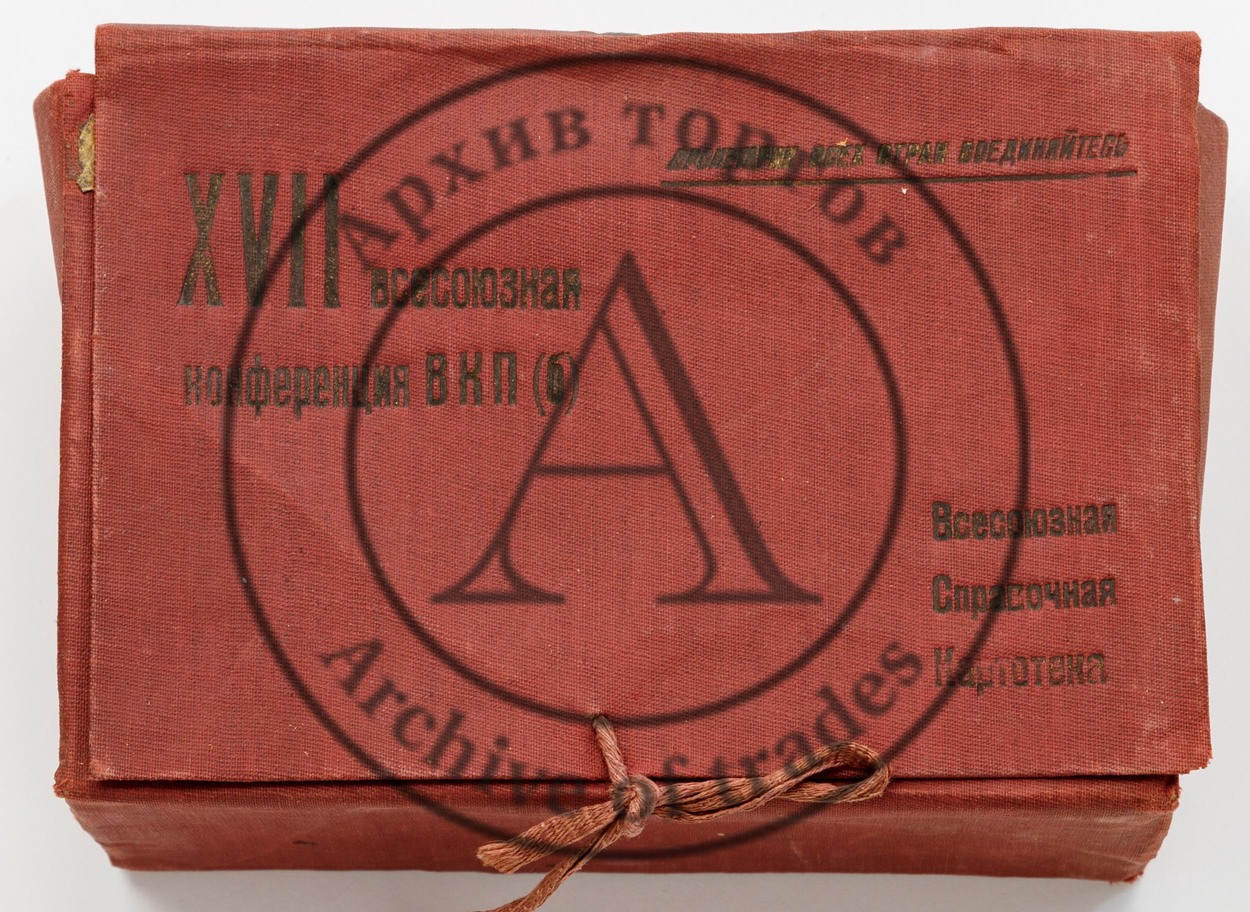 ПРОЛЕТАРИИ ВСЕХ СТРАН СОЕДИНЯЙТЕСЬ
XVII всесоюзная
конференция ВКП (б)
Всесоюзная
Справочная
Картотека
Архив торгов
A
Archive of trades